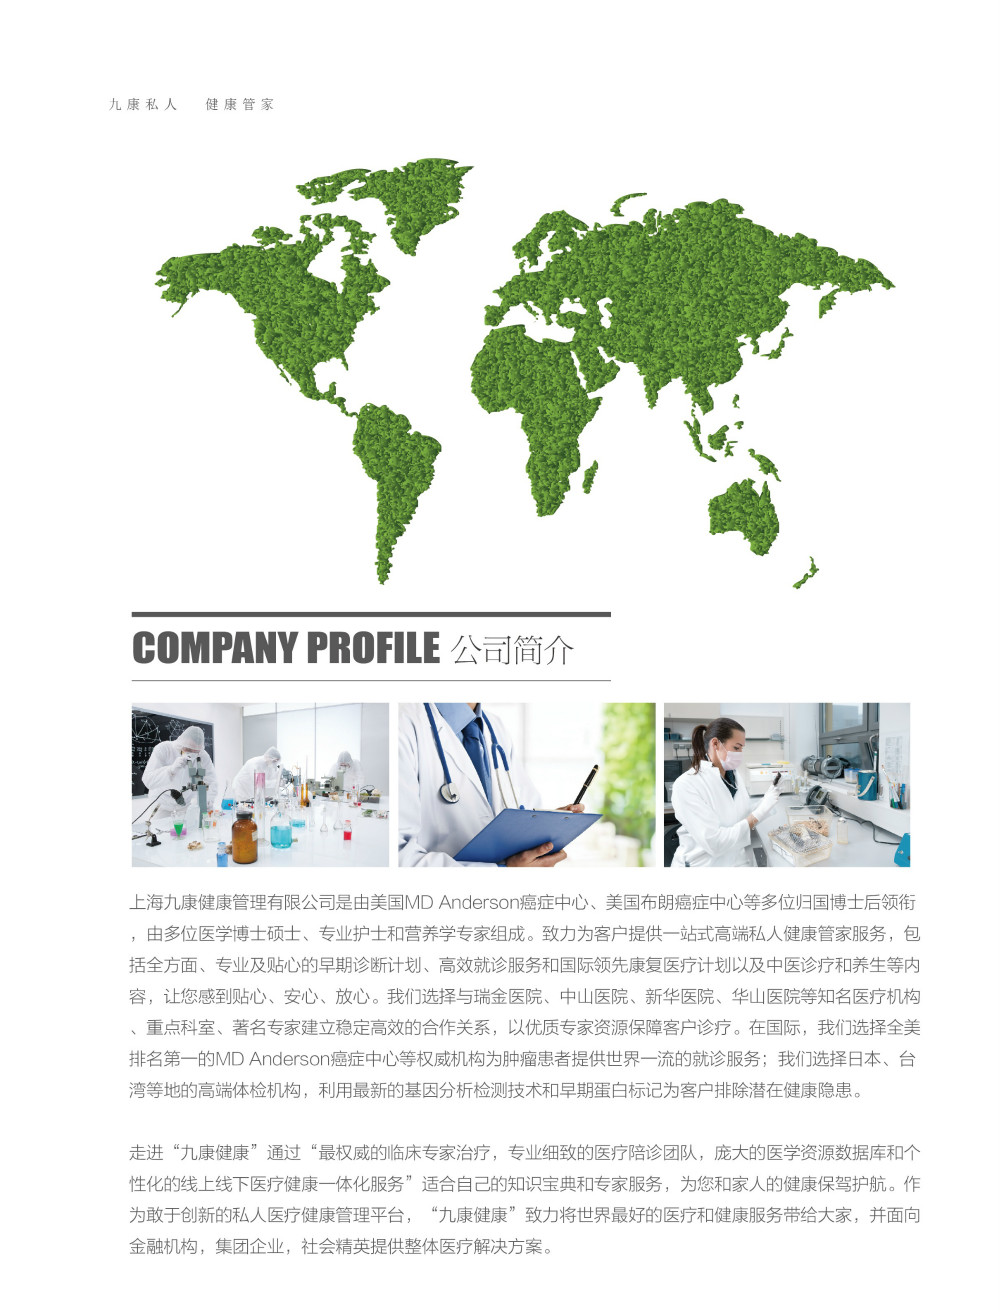 九康私人 健康管家
COMPANY PROFILE 公司简介
上海九康健康管理有限公司是由美国MD Anderson癌症中心、美国布朗癌症中心等多位归国博士后领衔
，由多位医学博士硕士、专业护士和营养学专家组成。致力为客户提供一站式高端私人健康管家服务，包
括全方面、专业及贴心的早期诊断计划、高效就诊服务和国际领先康复医疗计划以及中医诊疗和养生等内
容，让您感到贴心、安心、放心。我们选择与瑞金医院、中山医院、新华医院、华山医院等知名医疗机构
、重点科室、著名专家建立稳定高效的合作关系，以优质专家资源保障客户诊疗。在国际，我们选择全美
排名第一的MD Anderson癌症中心等权威机构为肿瘤患者提供世界一流的就诊服务；我们选择日本、台
湾等地的高端体检机构，利用最新的基因分析检测技术和早期蛋白标记为客户排除潜在健康隐患。
走进“九康健康”通过“最权威的临床专家治疗，专业细致的医疗陪诊团队，庞大的医学资源数据库和个
性化的线上线下医疗健康一体化服务”适合自己的知识宝典和专家服务，为您和家人的健康保驾护航。作
为敢于创新的私人医疗健康管理平台，“九康健康”致力将世界最好的医疗和健康服务带给大家，并面向
金融机构，集团企业，社会精英提供整体医疗解决方案。